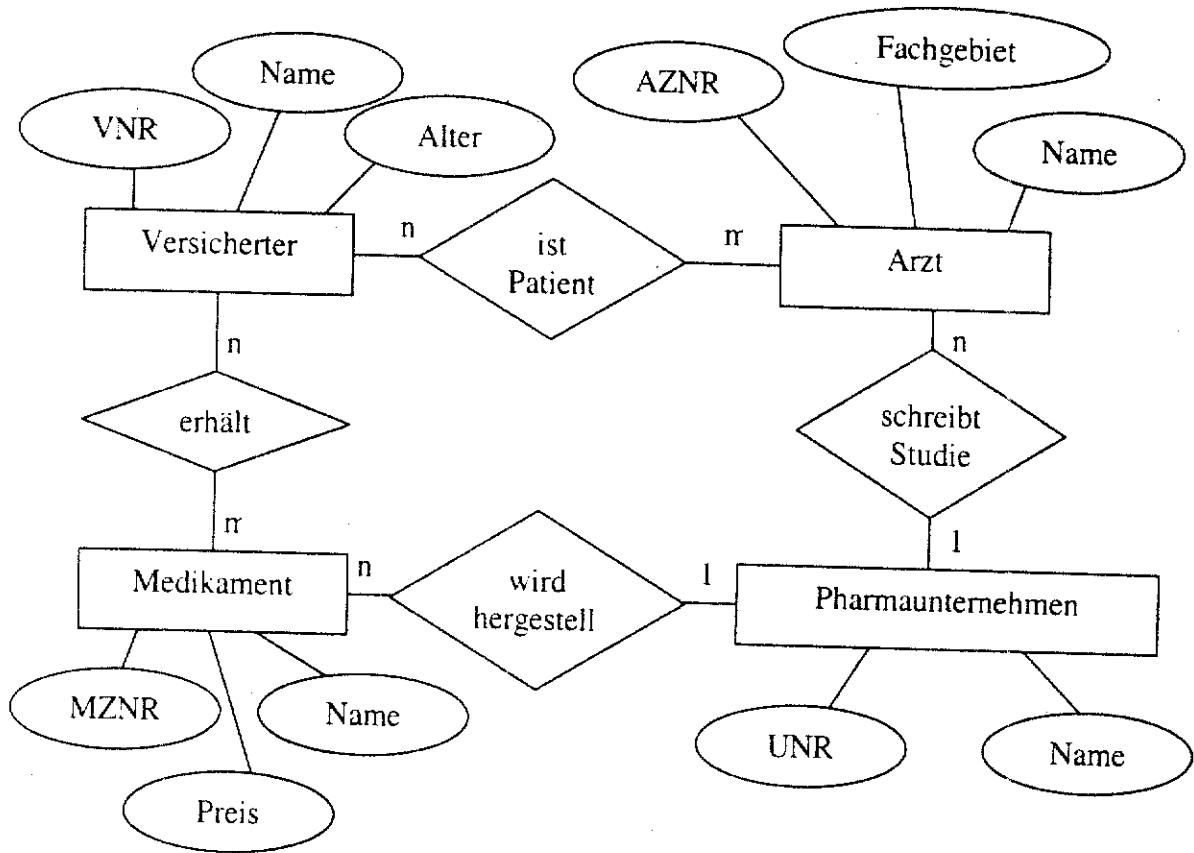 Fachgebiet
Name
AZNR
VNR
Alter
Name
n
ist
m
Versicherter
Patient
Arzt
n
n
erhält
schreibt
Studie
m
1
Medikament
n
wird
1
Pharmaunternehmen
hergestell
MZNR
Name
UNR
Name
Preis